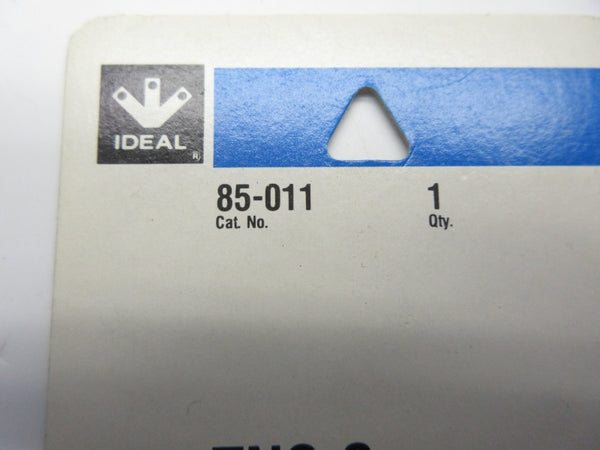 IDEAL
85-011 1
Cat. No. Qty.